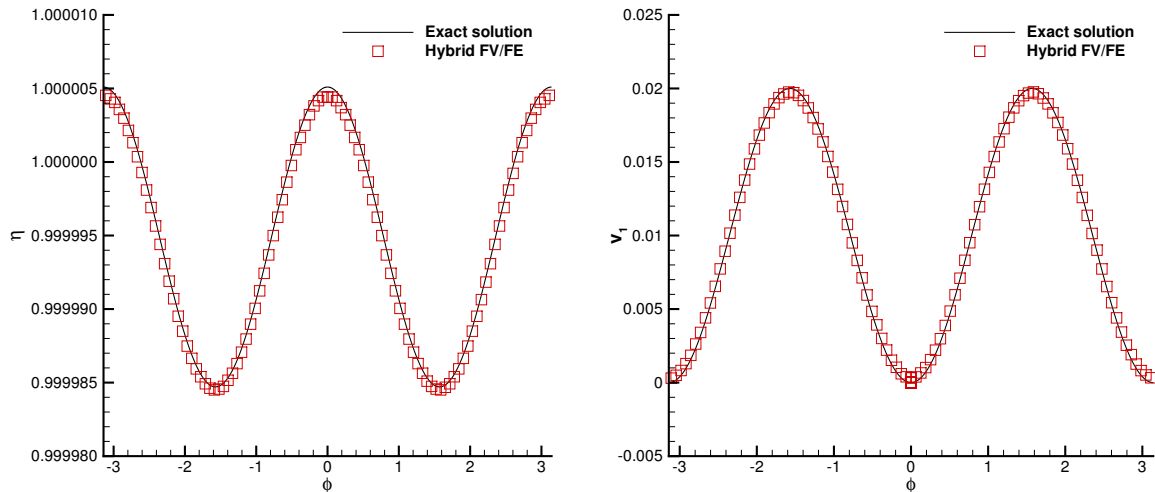 1.000010
1.000005
1.000000
0.999995
0.999990
0.999985
0.999980
η
-3 -2 -1 0 1 2 3
ϕ
Exact solution
Hybrid FV/FE
0.025
0.02
0.015
0.01
0.005
0
-0.005
v₁
-3 -2 -1 0 1 2 3
ϕ
Exact solution
Hybrid FV/FE